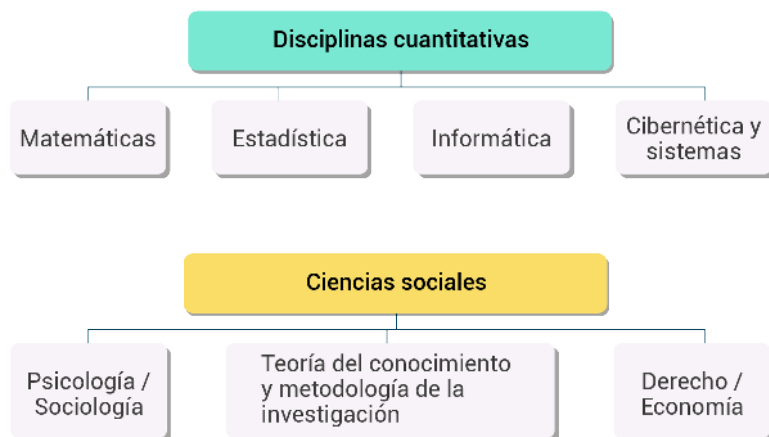 Disciplinas cuantitativas
Matemáticas
Estadística
Informática
Cibernética y
sistemas
Ciencias sociales
Psicología /
Sociología
Teoría del conocimiento
y metodología de la
investigación
Derecho /
Economía